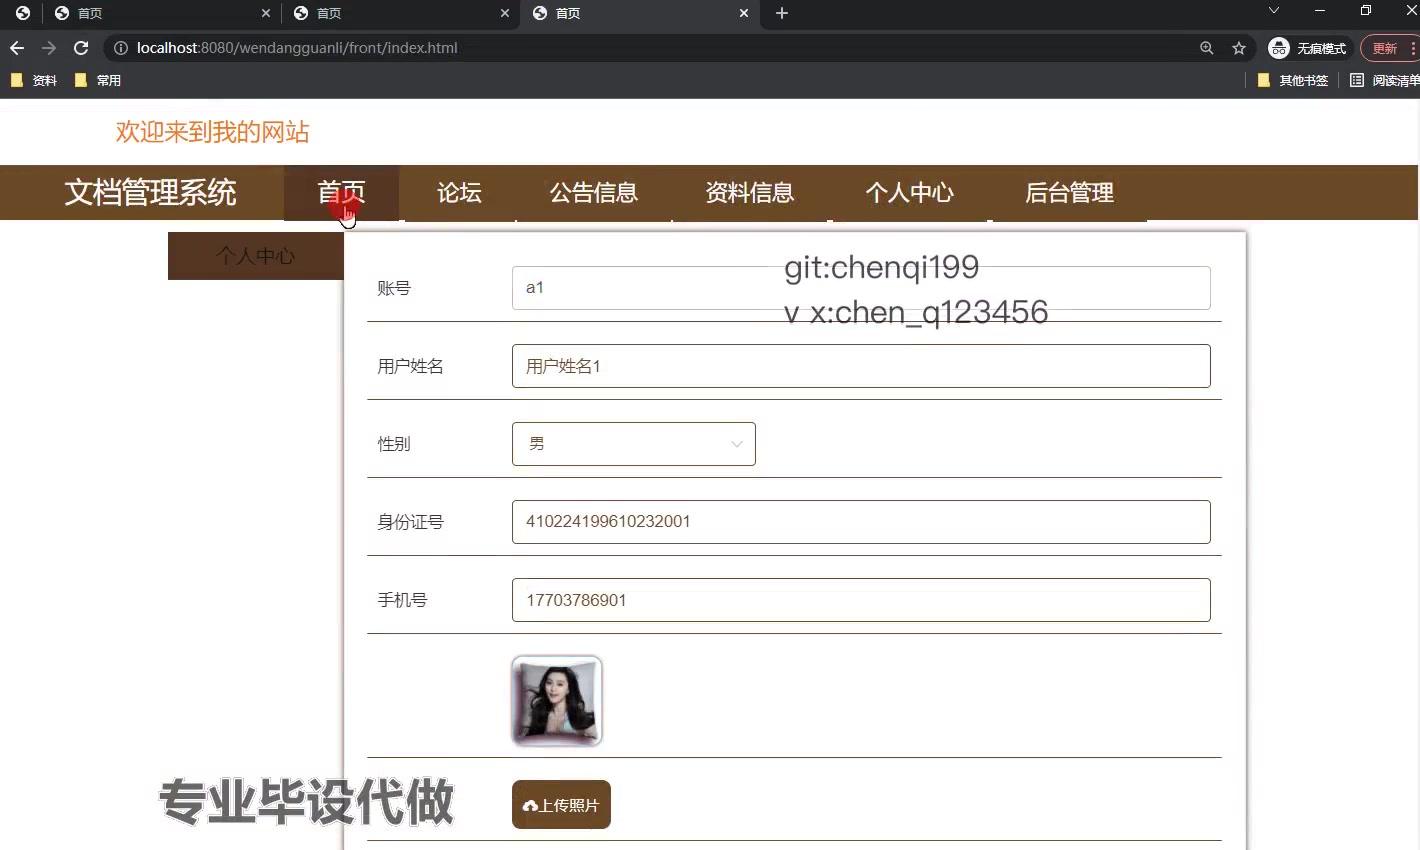 首页
首页
首页
localhost:8080/wendangguanli/front/index.html
无痕模式
更新
资料
常用
其他书签
阅读清单
欢迎来到我的网站
文档管理系统
首页
论坛
公告信息
资料信息
个人中心
后台管理
个人中心
git:chenqi199
v x:chen_q123456
账号
a1
用户姓名
用户姓名1
性别
男
身份证号
410224199610232001
手机号
17703786901
专业毕设代做
上传照片